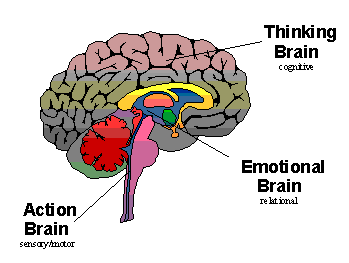 Thinking
Brain
cognitive
Emotional
Brain
relational
Action
Brain
sensory/motor